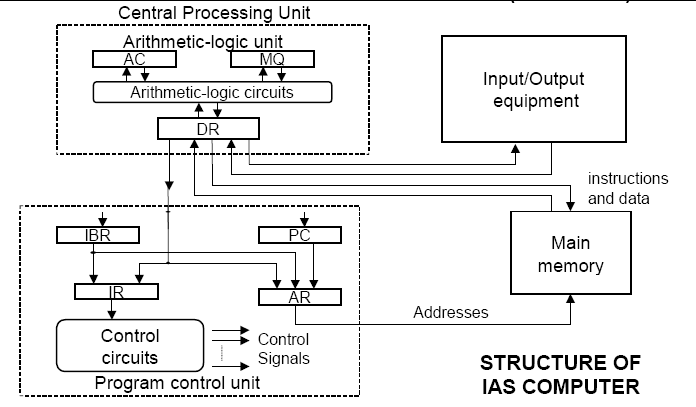 Central Processing Unit
Arithmetic-logic unit
AC
MQ
Arithmetic-logic circuits
DR
Input/Output
equipment
instructions
and data
IBR
PC
Main
memory
IR
AR
Addresses
Control
circuits
Control
Signals
Program control unit
STRUCTURE OF
IAS COMPUTER